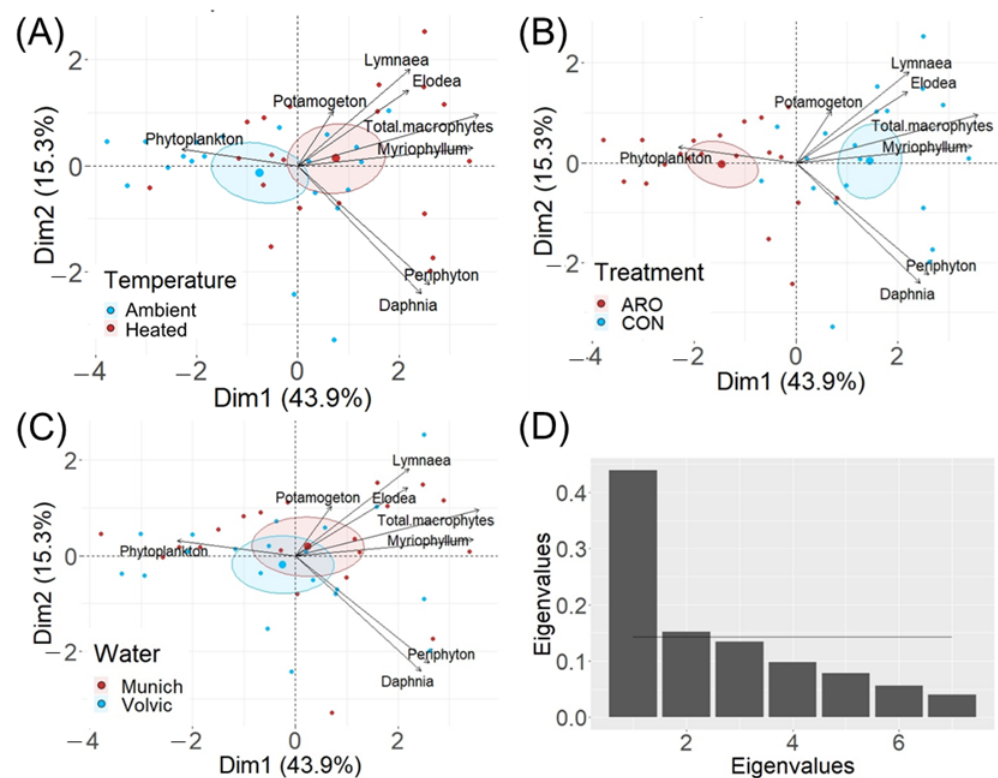 (A)
2
0
−2
Dim2 (15.3%)
Lymnaea
Elodea
Potamogeton
Total.macrophytes
Phytoplankton
Myriophyllum
Periphyton
Daphnia
Temperature
Ambient
Heated
−4 −2 0 2
Dim1 (43.9%)
(B)
2
0
−2
Dim2 (15.3%)
Lymnaea
Elodea
Potamogeton
Total.macrophytes
Myriophyllum
Phytoplankton
Periphyton
Daphnia
Treatment
ARO
CON
−4 −2 0 2
Dim1 (43.9%)
(C)
2
0
−2
Dim2 (15.3%)
Lymnaea
Potamogeton Elodea
Total.macrophytes
Phytoplankton
Myriophyllum
Periphyton
Daphnia
Water
Munich
Volvic
−4 −2 0 2
Dim1 (43.9%)
(D)
0.4
0.3
0.2
0.1
0.0
Eigenvalues
2 4 6
Eigenvalues